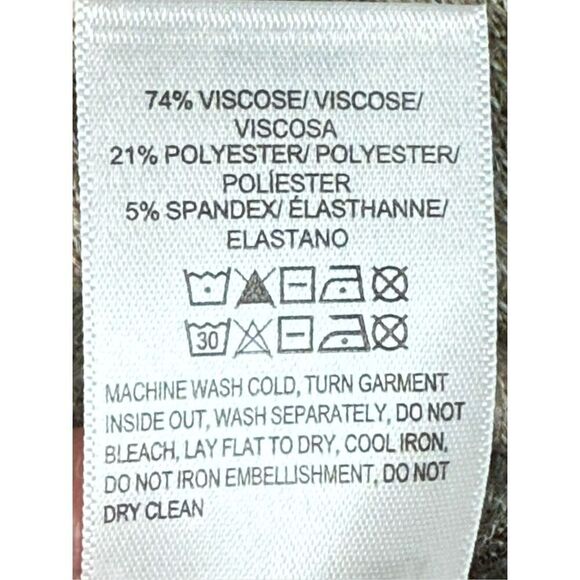 74% VISCOSE/ VISCOSE/
VISCOSA
21% POLYESTER/ POLYESTER/
POLÍESTER
5% SPANDEX/ ÉLASTHANNE/
ELASTANO
30
MACHINE WASH COLD, TURN GARMENT
INSIDE OUT, WASH SEPARATELY, DO NOT
BLEACH, LAY FLAT TO DRY, COOL IRON,
DO NOT IRON EMBELLISHMENT, DO NOT
DRY CLEAN